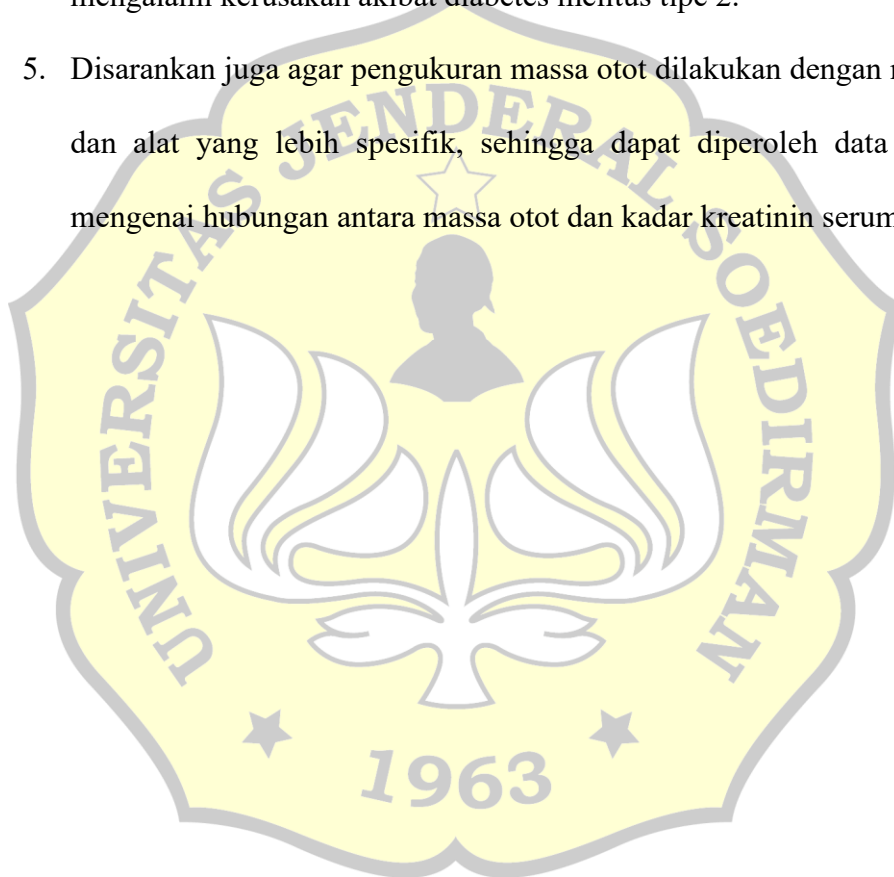 mengalami kerusakan akibat diabetes melitus tipe 2.
5. Disarankan juga agar pengukuran massa otot dilakukan dengan
dan alat yang lebih spesifik, sehingga dapat diperoleh data
mengenai hubungan antara massa otot dan kadar kreatinin serum
UNIVERSITAS JENDERAL SOEDIRMAN
1963